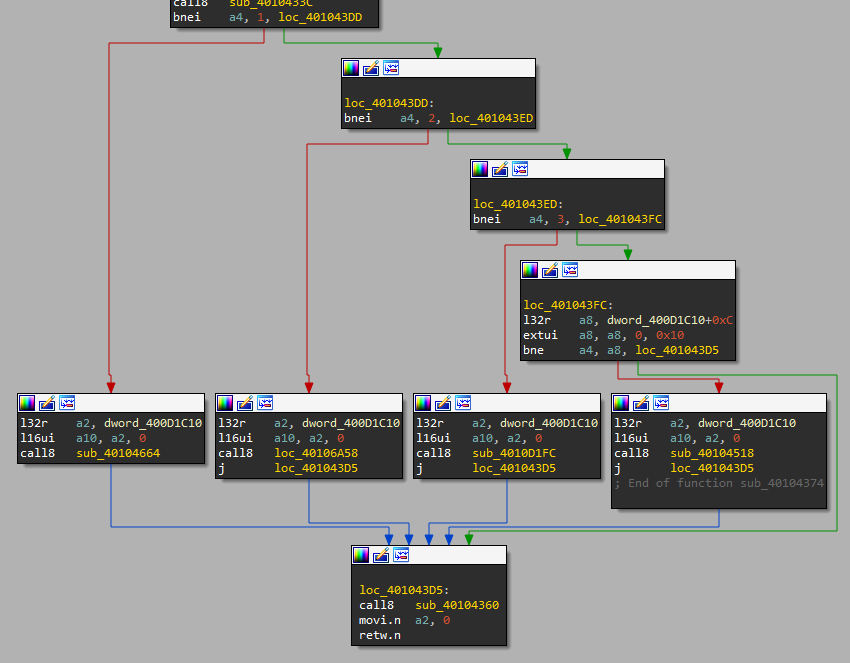 call8 sub_4010433C
bnei a4, 1, loc_401043DD
loc_401043DD:
bnei a4, 2, loc_401043ED
loc_401043ED:
bnei a4, 3, loc_401043FC
loc_401043FC:
l32r a8, dword_400D1C10+0xC
extui a8, a8, 0, 0x10
bne a4, a8, loc_401043D5
l32r a2, dword_400D1C10
l16ui a10, a2, 0
call8 sub_40104664
l32r a2, dword_400D1C10
l16ui a10, a2, 0
call8 loc_40106A58
j loc_401043D5
l32r a2, dword_400D1C10
l16ui a10, a2, 0
call8 sub_4010D1FC
j loc_401043D5
l32r a2, dword_400D1C10
l16ui a10, a2, 0
call8 sub_40104518
j loc_401043D5
; End of function sub_40104374
loc_401043D5:
call8 sub_40104360
movi.n a2, 0
retw.n